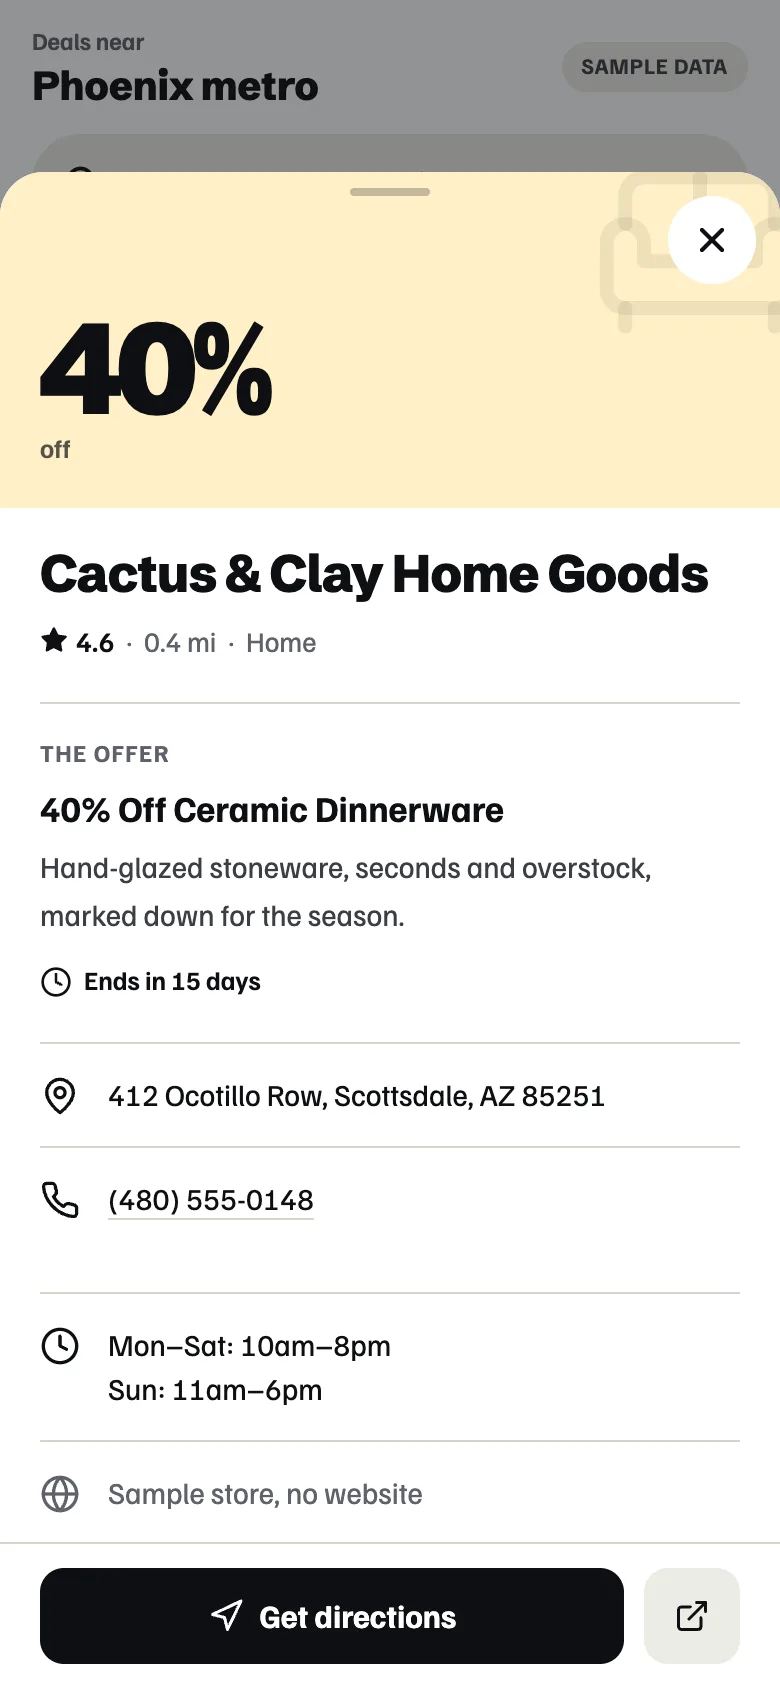 Deals near
Phoenix metro
SAMPLE DATA
40%
off
Cactus & Clay Home Goods
4.6 · 0.4 mi · Home
THE OFFER
40% Off Ceramic Dinnerware
Hand-glazed stoneware, seconds and overstock,
marked down for the season.
Ends in 15 days
412 Ocotillo Row, Scottsdale, AZ 85251
(480) 555-0148
Mon–Sat: 10am–8pm
Sun: 11am–6pm
Sample store, no website
Get directions